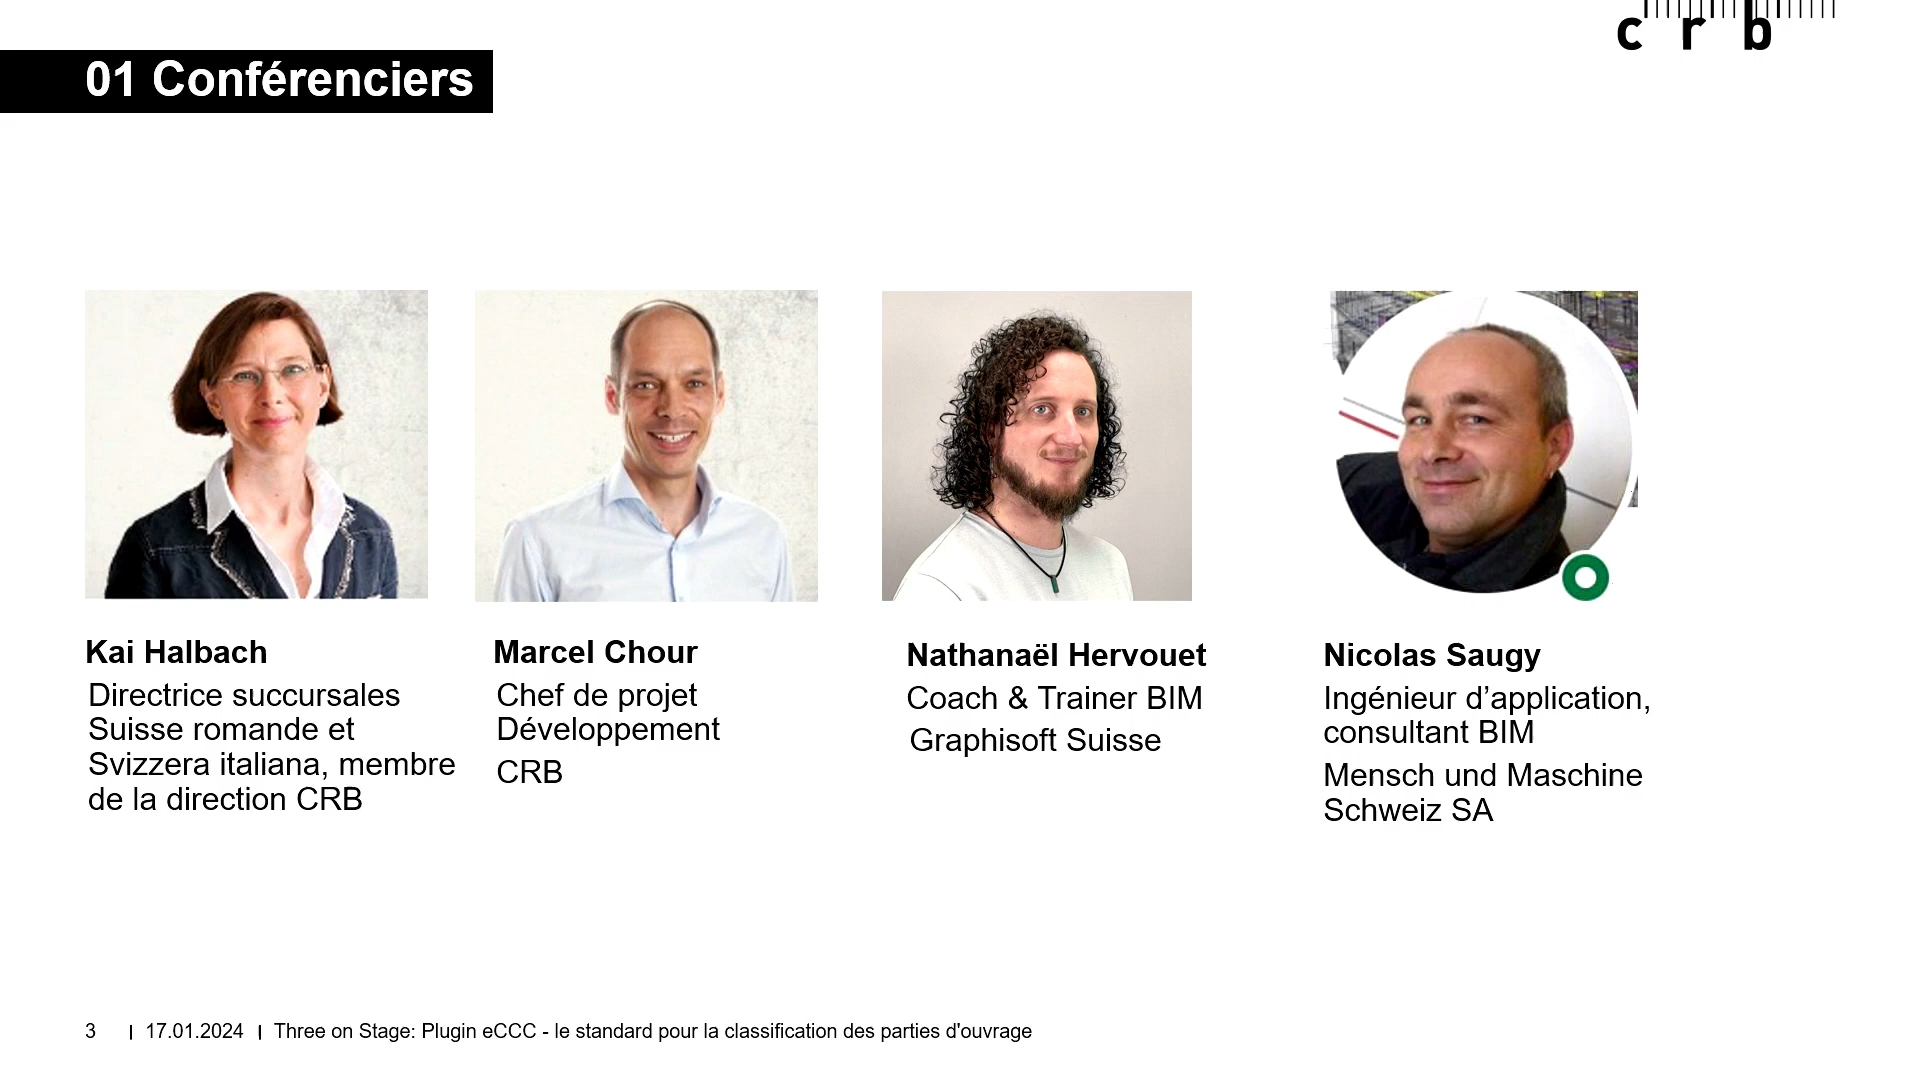 crb
01 Conférenciers
Kai Halbach
Directrice succursales
Suisse romande et
Svizzera italiana, membre
de la direction CRB
Marcel Chour
Chef de projet
Développement
CRB
Nathanaël Hervouet
Coach & Trainer BIM
Graphisoft Suisse
Nicolas Saugy
Ingénieur d’application,
consultant BIM
Mensch und Maschine
Schweiz SA
3 | 17.01.2024 | Three on Stage: Plugin eCCC - le standard pour la classification des parties d'ouvrage